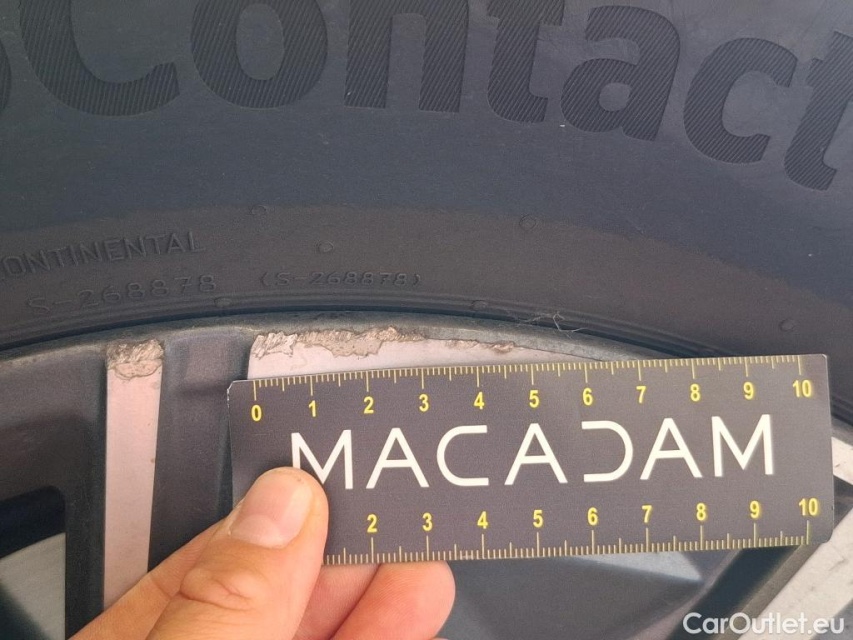 Contact
CONTINENTAL
S-268878 (S-268878)
0 1 2 3 4 5 6 7 8 9 10
MACADAM
2 3 4 5 6 7 8 9 10
CarOutlet.eu